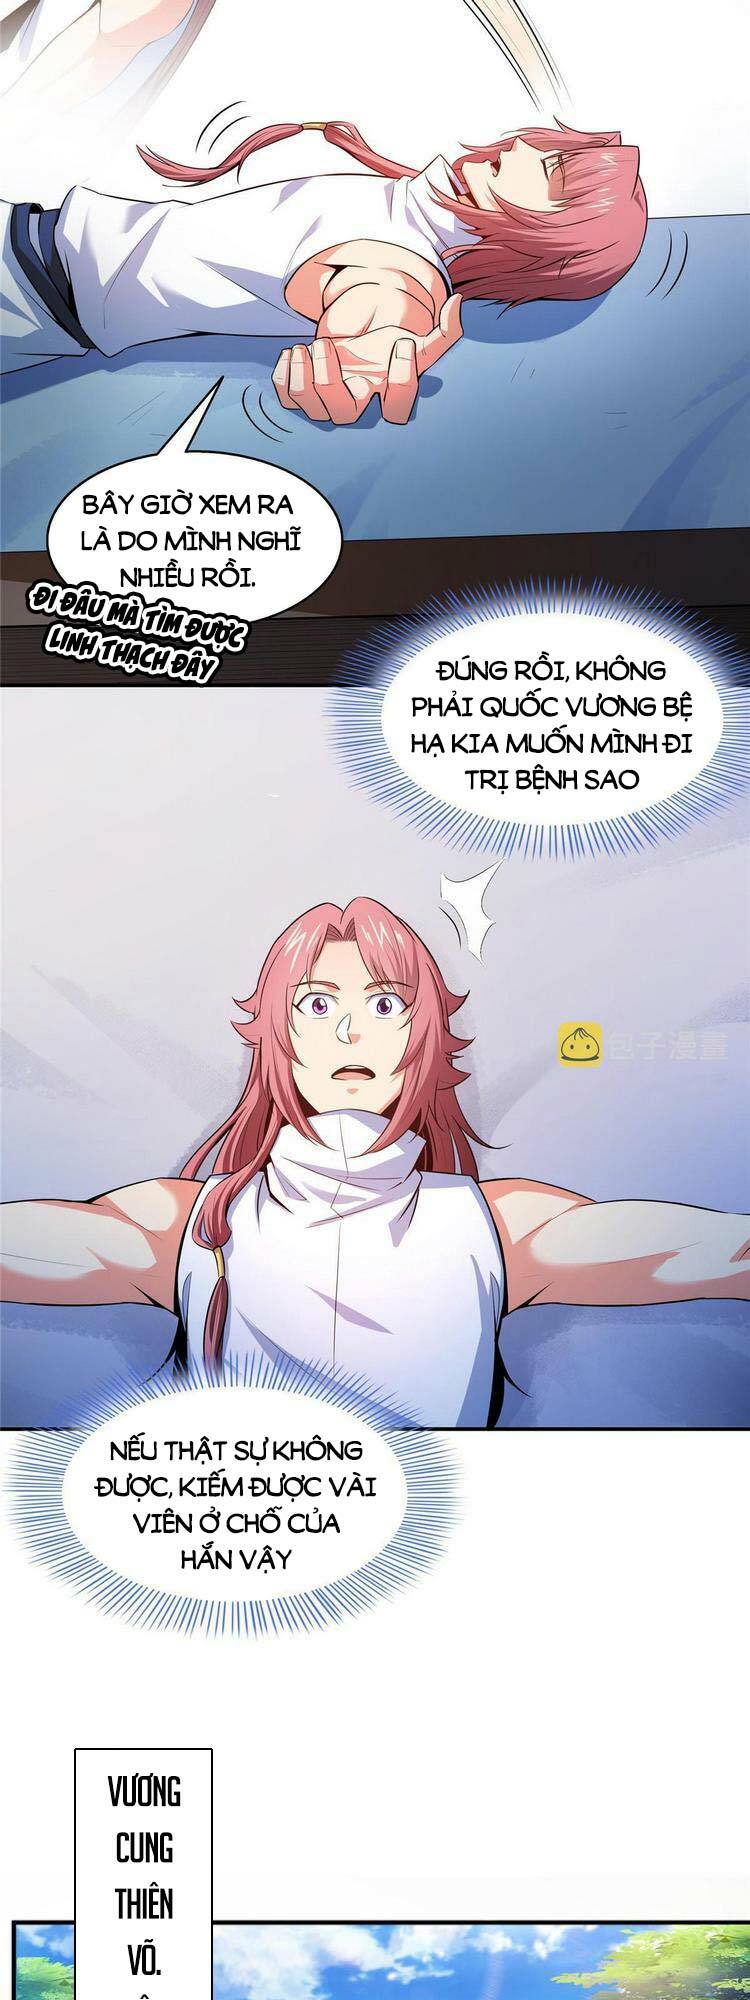 BÂY GIỜ XEM RA
LÀ DO MÌNH NGHĨ
NHIỀU RỒI.
ĐI ĐÂU MÀ TÌM ĐƯỢC
LINH THẠCH ĐÂY
ĐÚNG RỒI, KHÔNG
PHẢI QUỐC VƯƠNG BỆ
HẠ KIA MUỐN MÌNH ĐI
TRỊ BỆNH SAO
包子漫畫
NẾU THẬT SỰ KHÔNG
ĐƯỢC, KIẾM ĐƯỢC VÀI
VIÊN Ở CHỖ CỦA
HẮN VẬY
VƯƠNG
CUNG
THIÊN
VÕ.